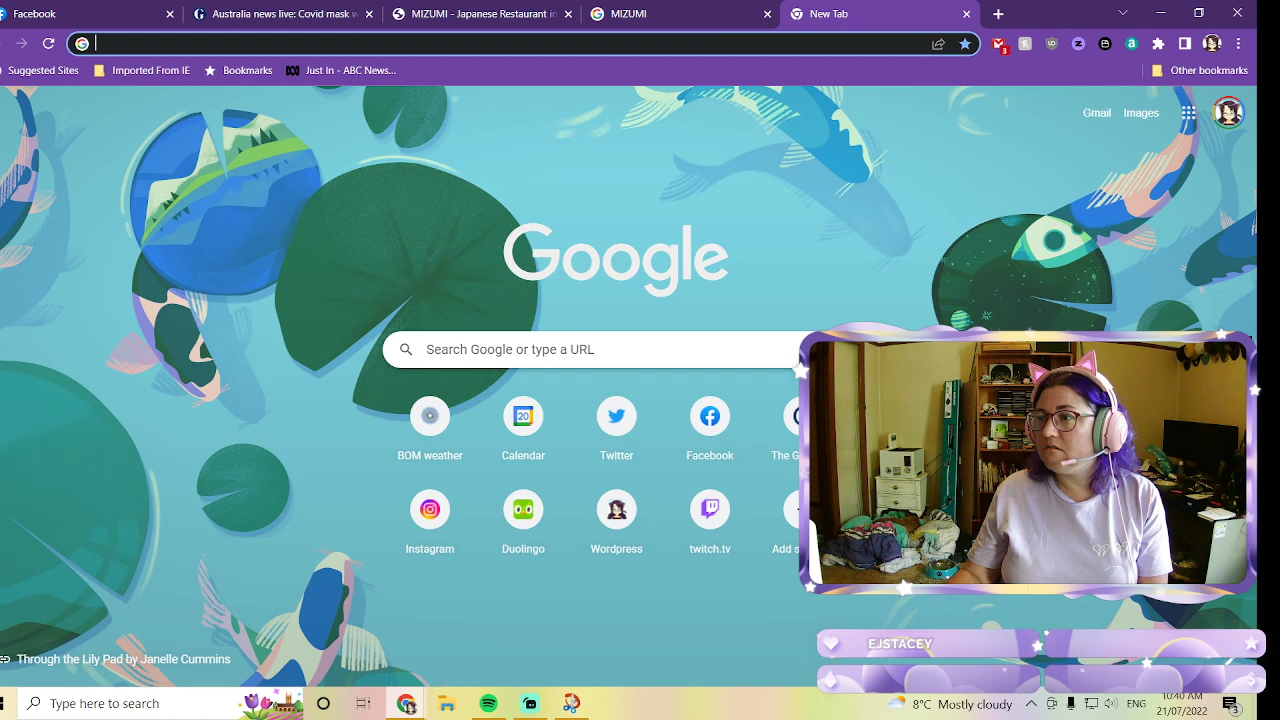 Facebook
Australia news live: Covid mask w
MIZUMI - Japanese Restaurant in
MIZUMI
New Tab
3
Suggested Sites
Imported From IE
Bookmarks
Just In - ABC News...
Other bookmarks
Gmail
Images
Google
Search Google or type a URL
20
BOM weather
Calendar
Twitter
Facebook
The G
Instagram
Duolingo
Wordpress
twitch.tv
Add s
EJSTACEY
$
Through the Lily Pad by Janelle Cummins
Type here to search
8°C Mostly cloudy
10:40 AM
21/07/2022
3